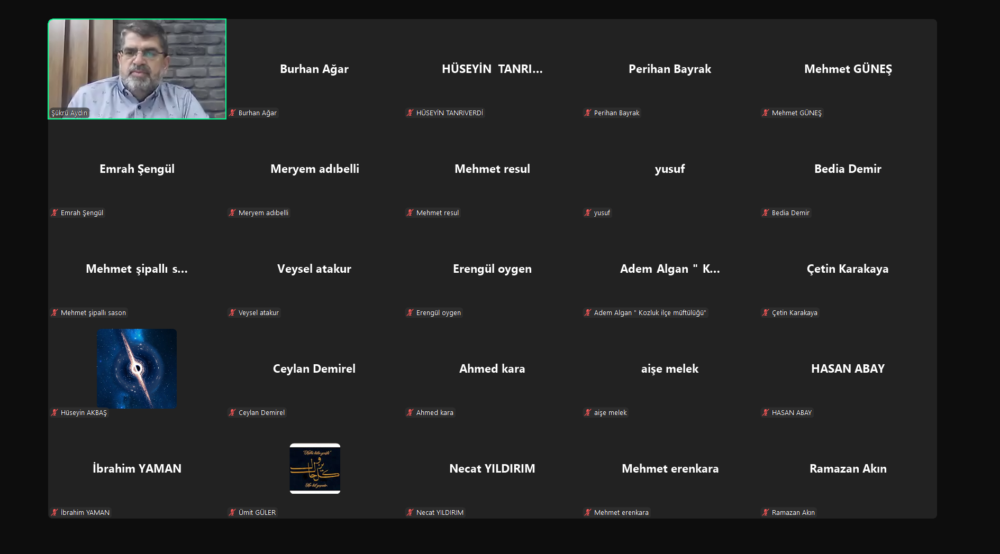 Şükrü Aydın
Burhan Ağar
Burhan Ağar
HÜSEYİN TANRI...
HÜSEYİN TANRIVERDİ
Perihan Bayrak
Perihan Bayrak
Mehmet GÜNEŞ
Mehmet GÜNEŞ
Emrah Şengül
Emrah Şengül
Meryem adıbelli
Meryem adıbelli
Mehmet resul
Mehmet resul
yusuf
yusuf
Bedia Demir
Bedia Demir
Mehmet şipallı s...
Mehmet şipallı sason
Veysel atakur
Veysel atakur
Erengül oygen
Erengül oygen
Adem Algan " K...
Adem Algan " Kozluk ilçe müftülüğü"
Çetin Karakaya
Çetin Karakaya
Hüseyin AKBAŞ
Ceylan Demirel
Ceylan Demirel
Ahmed kara
Ahmed kara
aişe melek
aişe melek
HASAN ABAY
HASAN ABAY
İbrahim YAMAN
İbrahim YAMAN
كل حال يزول
Ümit GÜLER
Necat YILDIRIM
Necat YILDIRIM
Mehmet erenkara
Mehmet erenkara
Ramazan Akın
Ramazan Akın